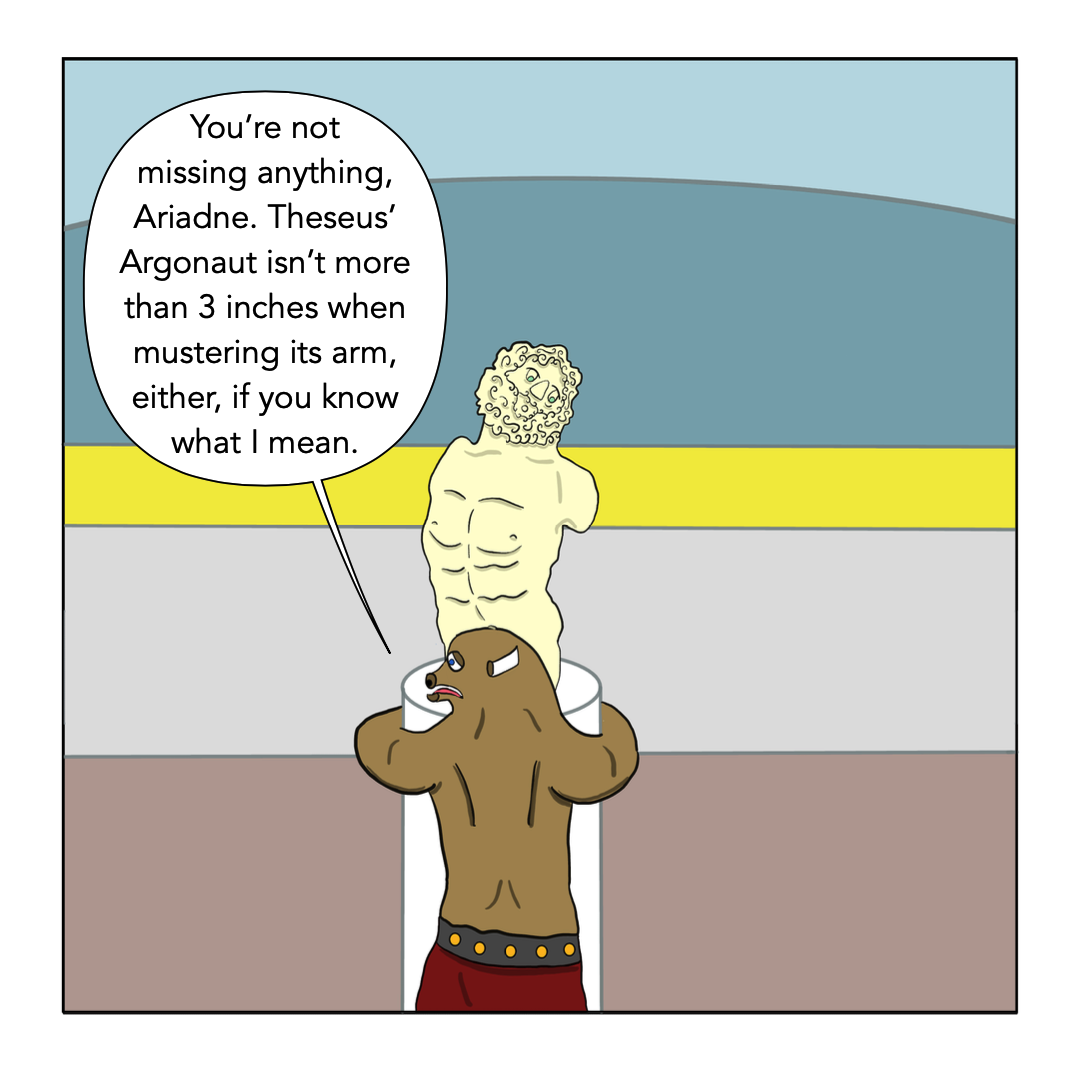 You’re not
missing anything,
Ariadne. Theseus’
Argonaut isn’t more
than 3 inches when
mustering its arm,
either, if you know
what I mean.